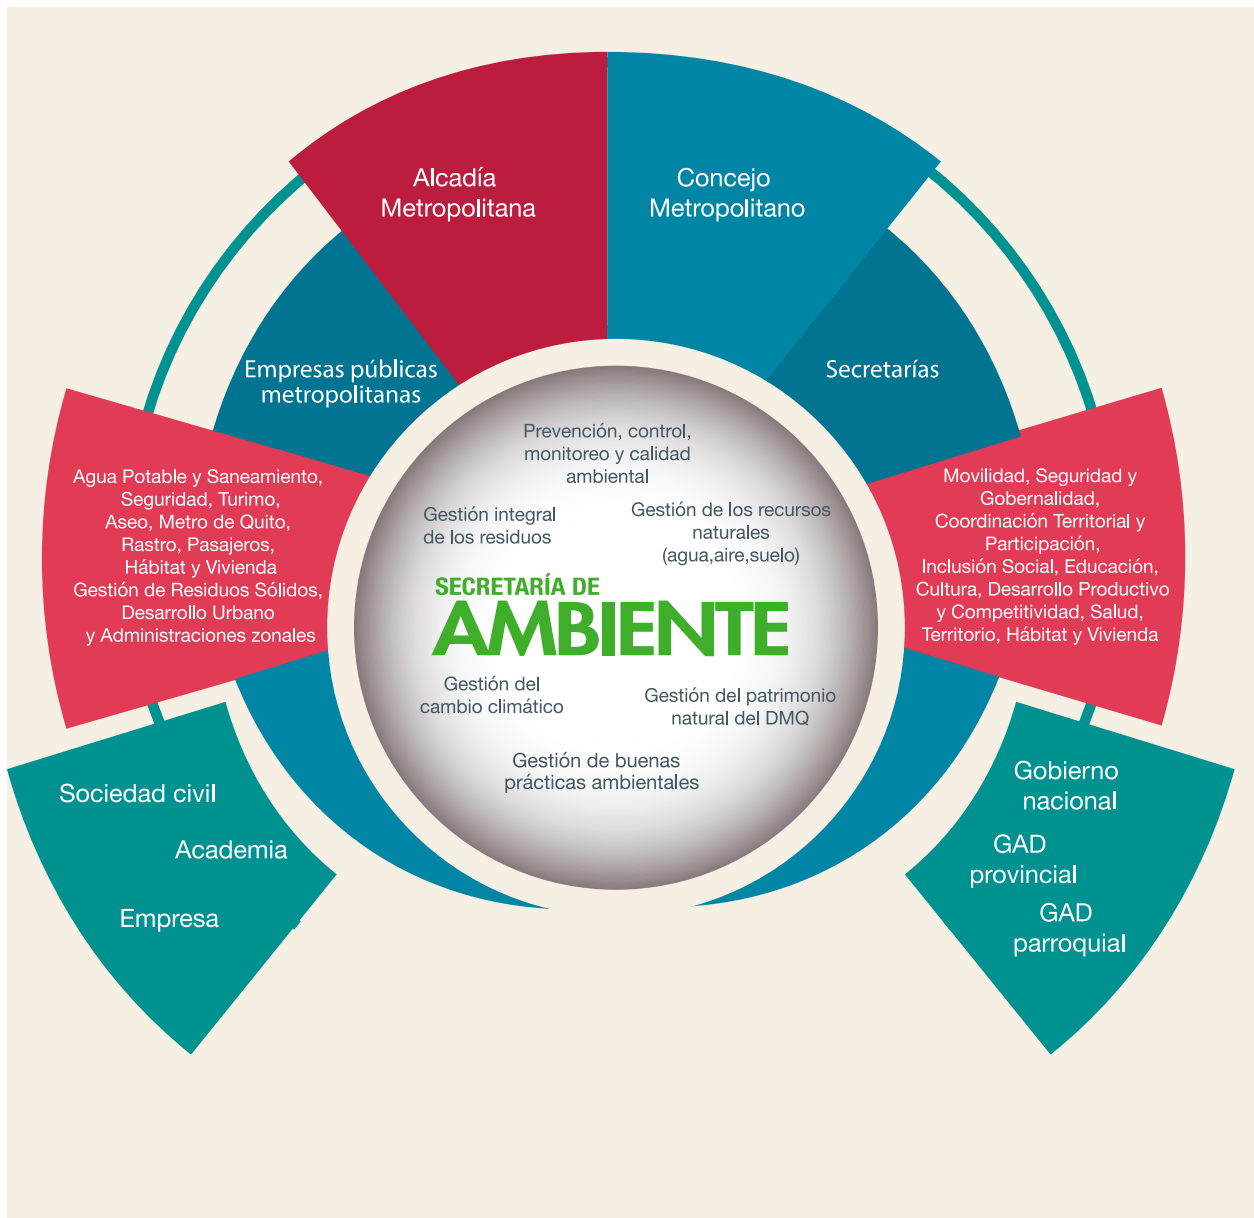 Alcadía
Metropolitana
Concejo
Metropolitano
Empresas públicas
metropolitanas
Secretarías
Agua Potable y Saneamiento,
Seguridad, Turimo,
Aseo, Metro de Quito,
Rastro, Pasajeros,
Hábitat y Vivienda
Gestión de Residuos Sólidos,
Desarrollo Urbano
y Administraciones zonales
Prevención, control,
monitoreo y calidad
ambiental
Gestión integral
de los residuos
Gestión de los recursos
naturales
(agua,aire,suelo)
SECRETARÍA DE
AMBIENTE
Gestión del
cambio climático
Gestión del patrimonio
natural del DMQ
Gestión de buenas
prácticas ambientales
Movilidad, Seguridad y
Gobernalidad,
Coordinación Territorial y
Participación,
Inclusión Social, Educación,
Cultura, Desarrollo Productivo
y Competitividad, Salud,
Territorio, Hábitat y Vivienda
Sociedad civil
Academia
Empresa
Gobierno
nacional
GAD
provincial
GAD
parroquial